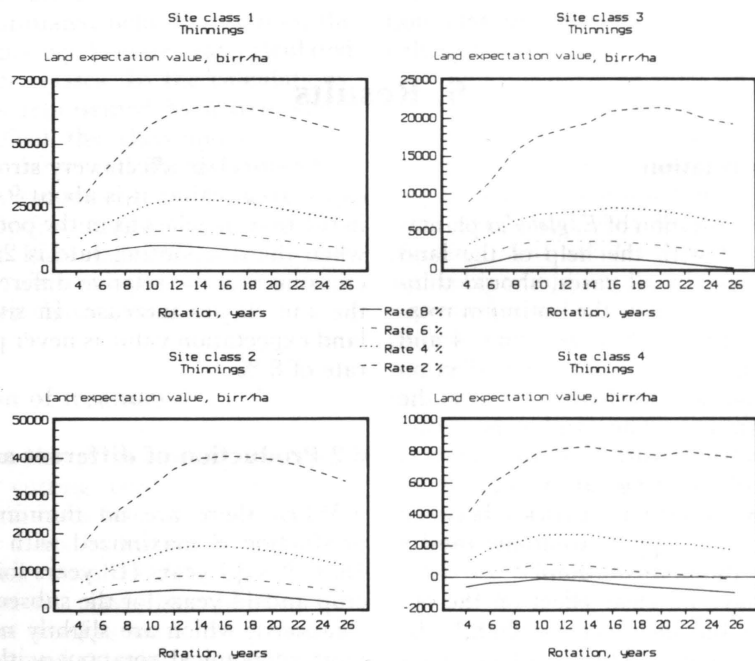 Site class 1
Thinnings
Land expectation value, birr/ha
75000
50000
25000
0
4 6 8 10 12 14 16 18 20 22 24 26
Rotation, years
Site class 3
Thinnings
Land expectation value, birr/ha
25000
20000
15000
10000
5000
0
4 6 8 10 12 14 16 18 20 22 24 26
Rotation, years
Rate 8 %
Rate 6 %
Rate 4 %
Rate 2 %
Site class 2
Thinnings
Land expectation value, birr/ha
50000
40000
30000
20000
10000
0
4 6 8 10 12 14 16 18 20 22 24 26
Rotation, years
Site class 4
Thinnings
Land expectation value, birr/ha
10000
8000
6000
4000
2000
0
-2000
4 6 8 10 12 14 16 18 20 22 24 26
Rotation, years